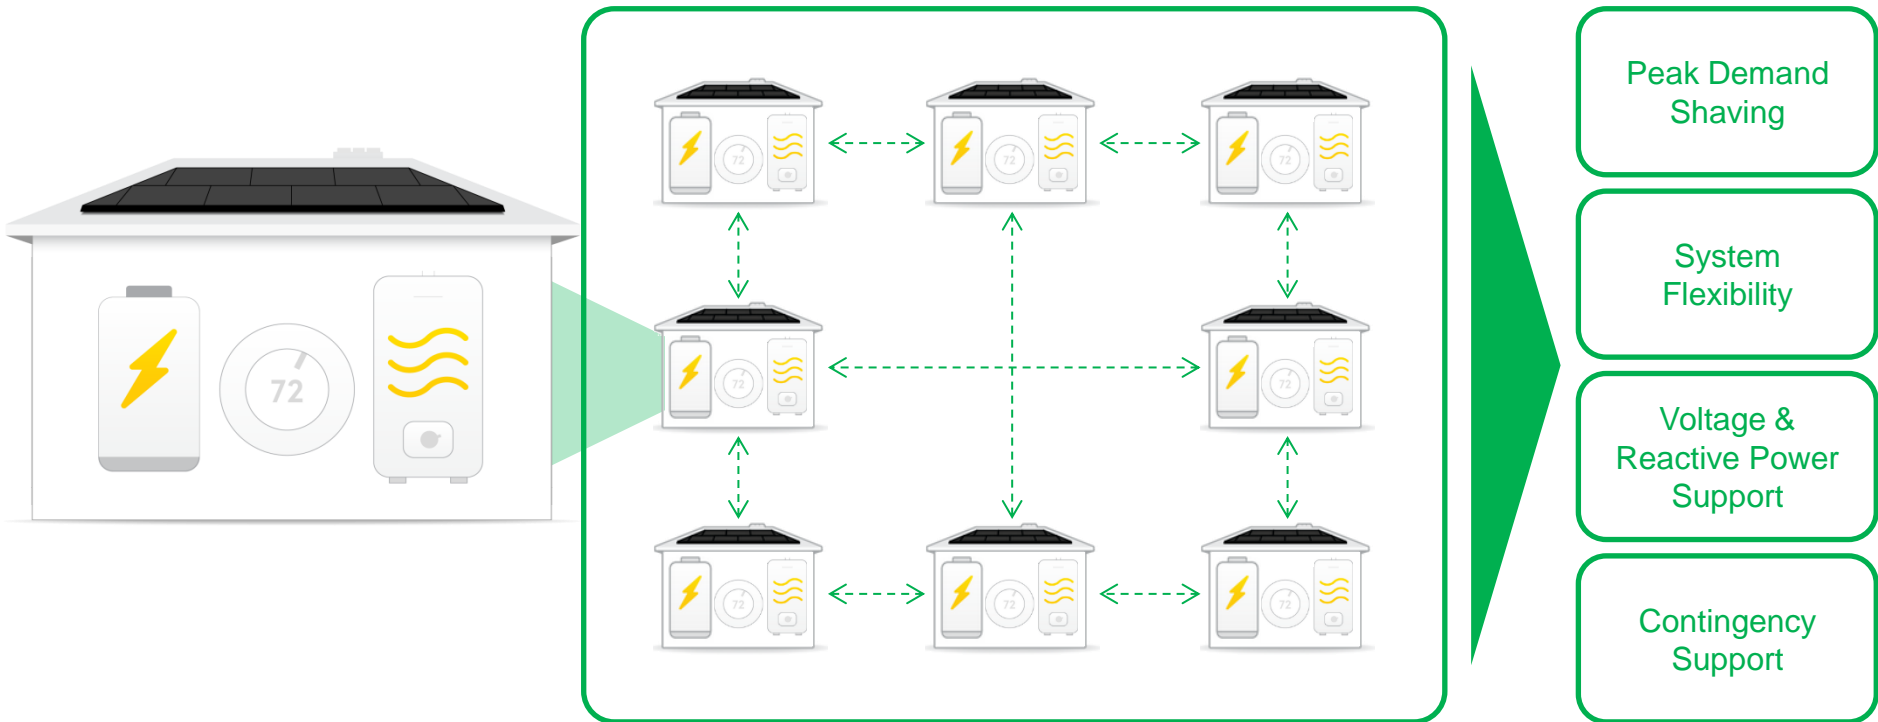 72
72
72
72
72
72
72
72
72
Peak Demand
Shaving
System
Flexibility
Voltage &
Reactive Power
Support
Contingency
Support